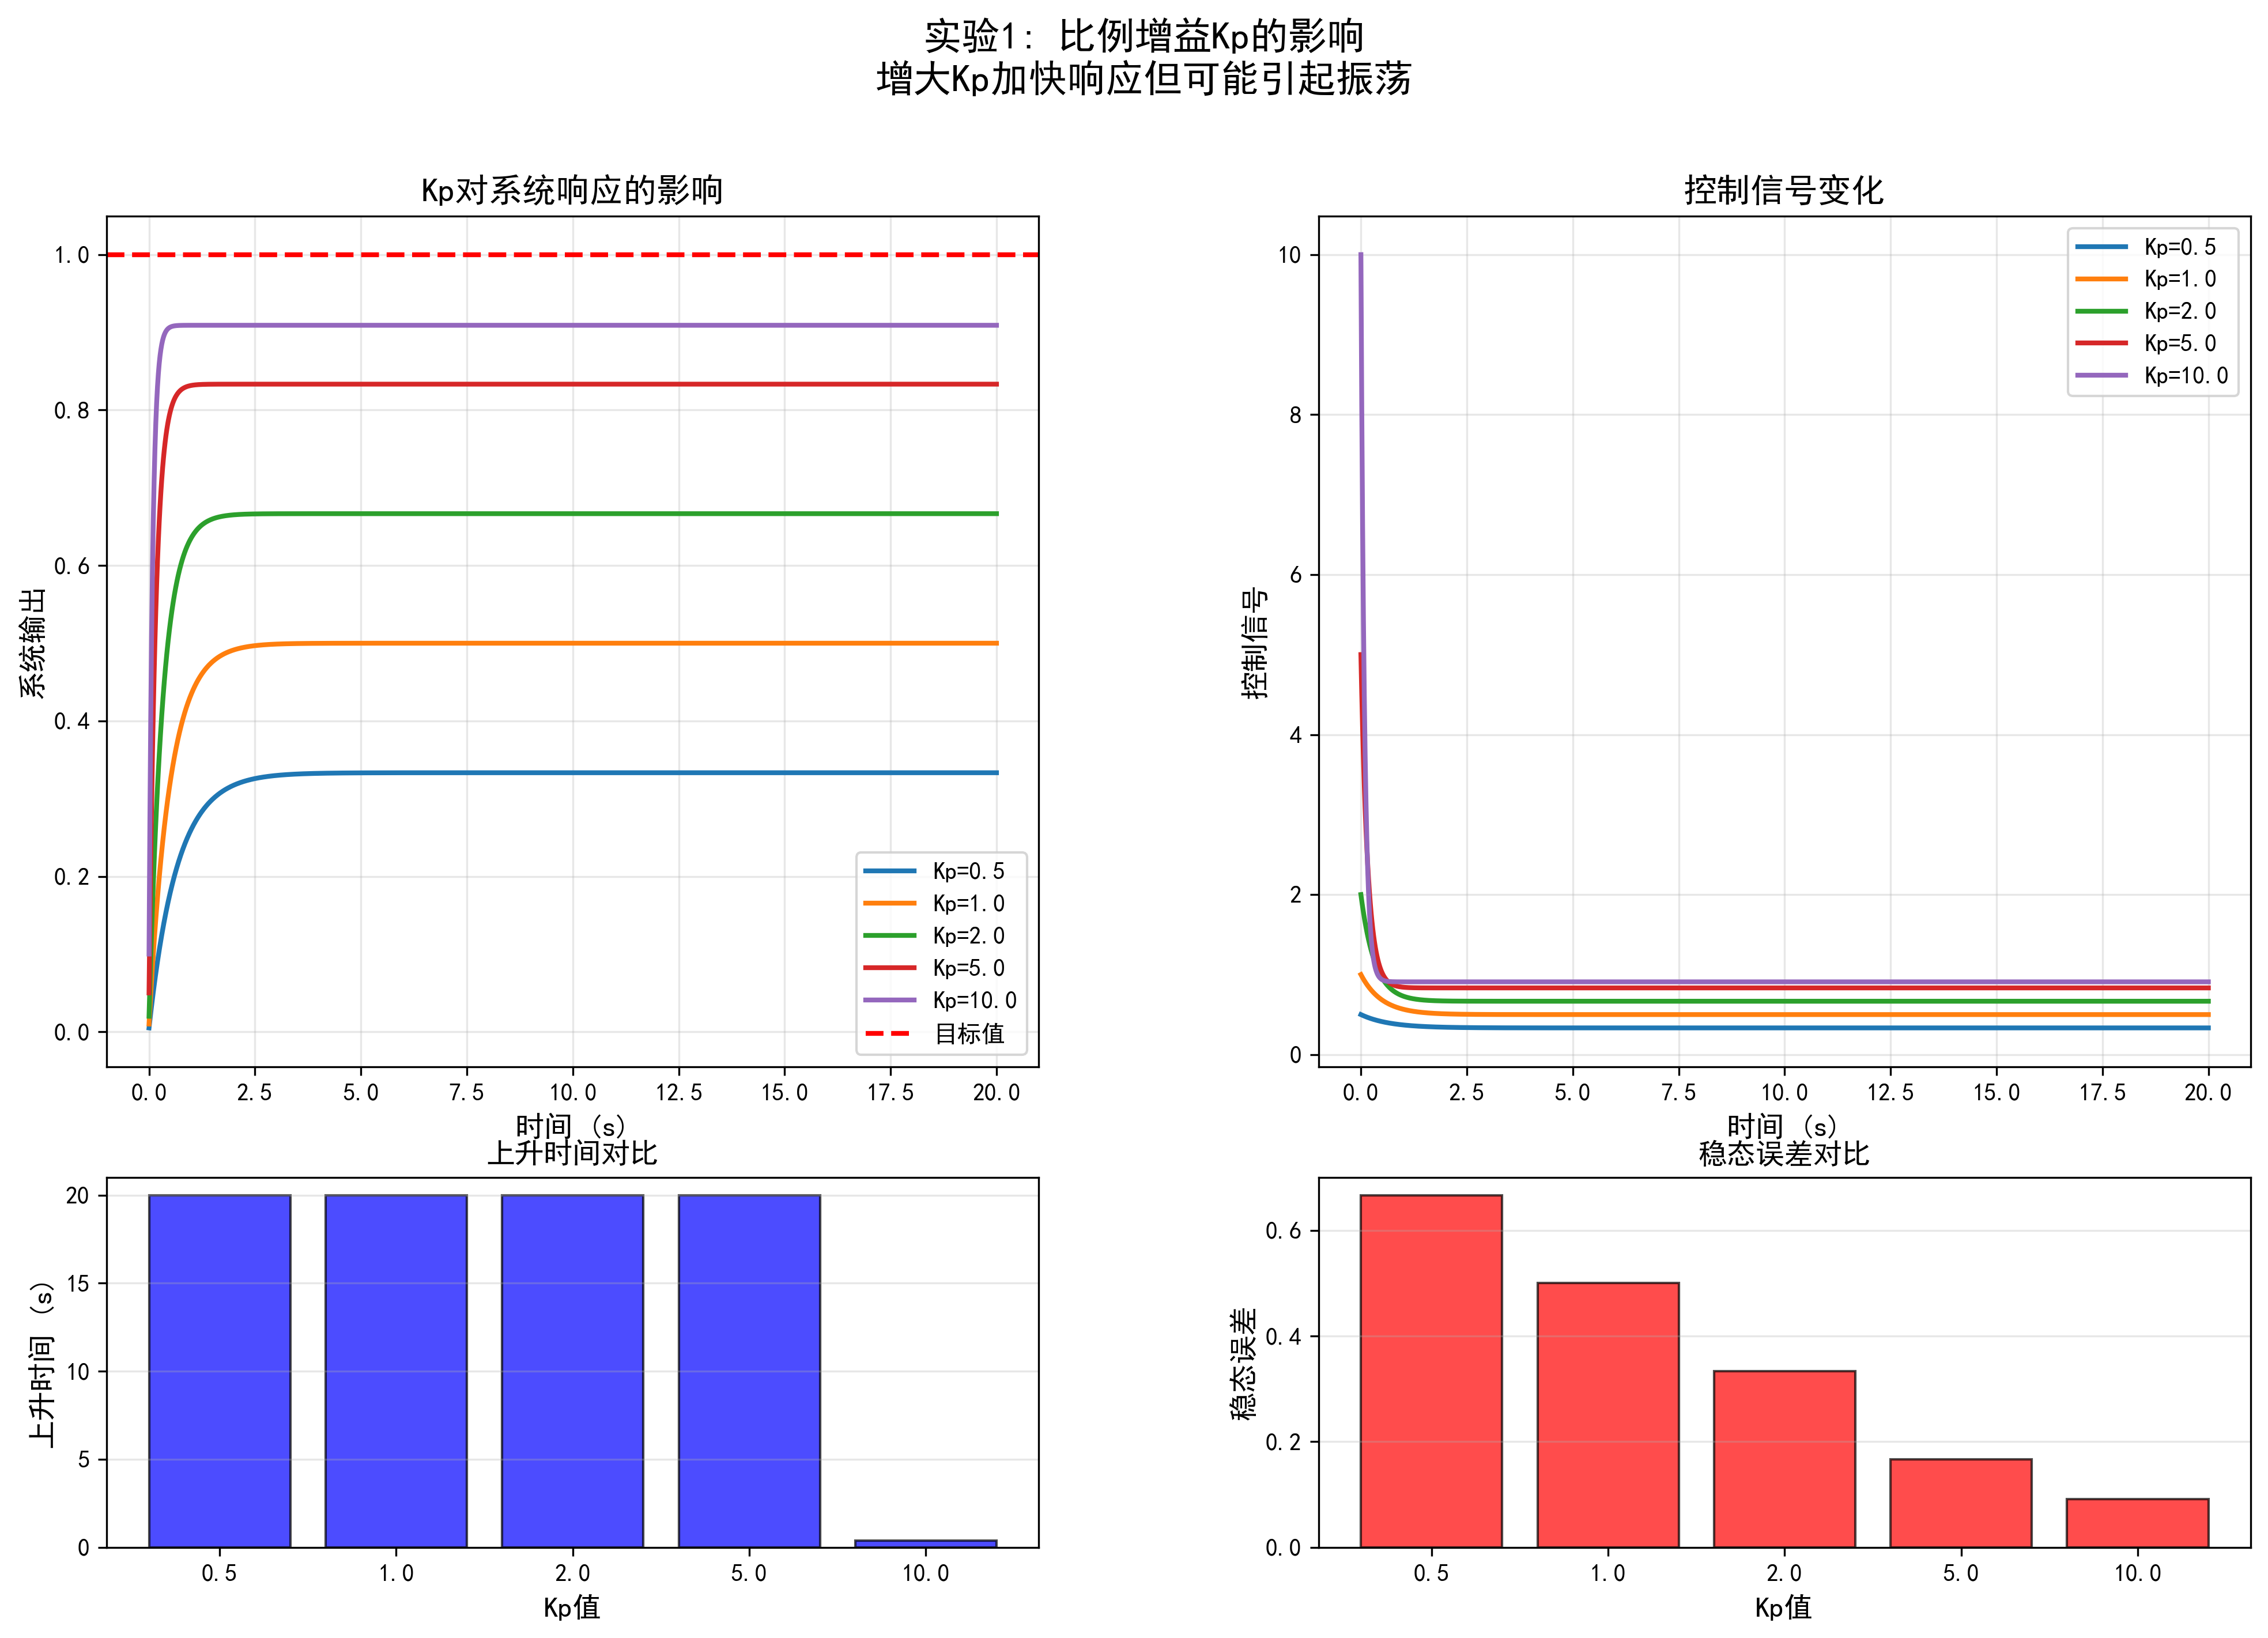 实验1: 比例增益Kp的影响
增大Kp加快响应但可能引起振荡
Kp对系统响应的影响
系统输出
1.0
0.8
0.6
0.4
0.2
0.0
0.0 2.5 5.0 7.5 10.0 12.5 15.0 17.5 20.0
时间 (s)
Kp=0.5
Kp=1.0
Kp=2.0
Kp=5.0
Kp=10.0
目标值
控制信号变化
控制信号
10
8
6
4
2
0
0.0 2.5 5.0 7.5 10.0 12.5 15.0 17.5 20.0
时间 (s)
Kp=0.5
Kp=1.0
Kp=2.0
Kp=5.0
Kp=10.0
上升时间对比
上升时间 (s)
20
15
10
5
0
0.5 1.0 2.0 5.0 10.0
Kp值
稳态误差对比
稳态误差
0.6
0.4
0.2
0.0
0.5 1.0 2.0 5.0 10.0
Kp值